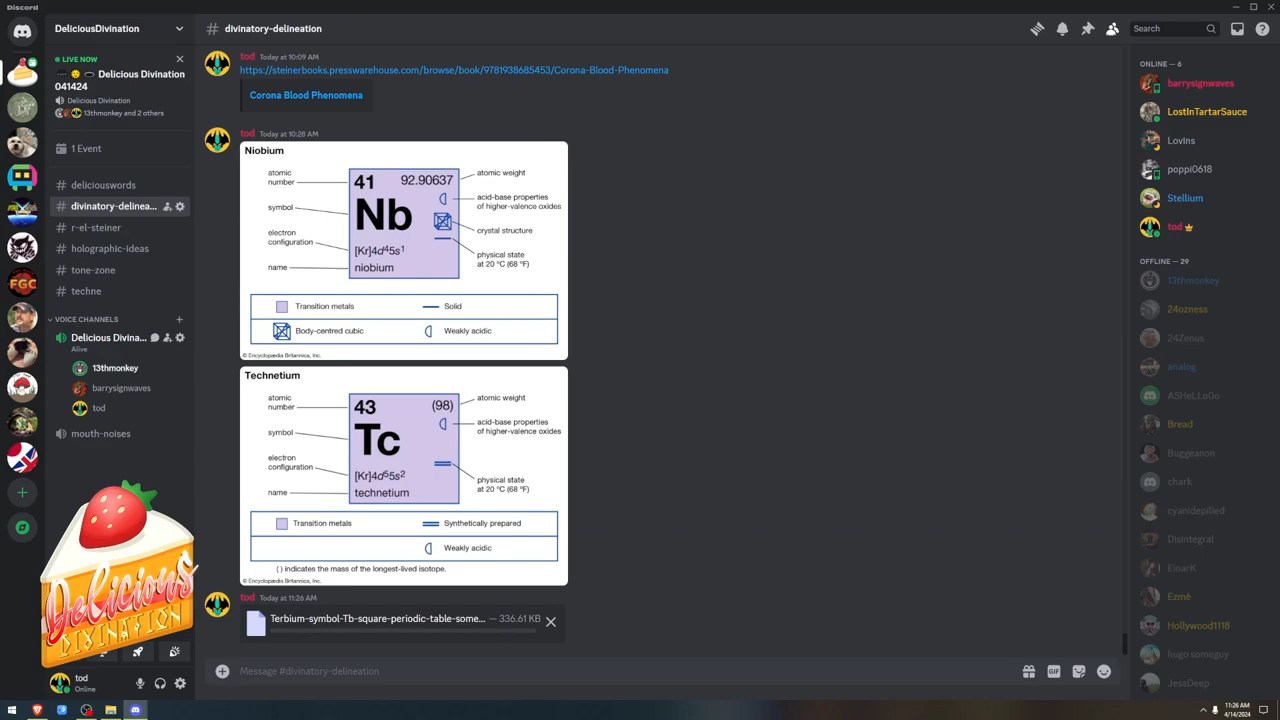 Discord
DeliciousDivination
# divinatory-delineation
Search
LIVE NOW
Delicious Divination
041424
Delicious Divination
13thmonkey and 2 others
1 Event
# deliciouswords
# divinatory-delinea...
# r-el-steiner
# holographic-ideas
# tone-zone
# techne
VOICE CHANNELS
Delicious Divina...
Alive
13thmonkey
barrysignwaves
tod
mouth-noises
FGC
Delicious
DIVINATION
tod
Online
tod Today at 10:09 AM
https://steinerbooks.presswarehouse.com/browse/book/9781938685453/Corona-Blood-Phenomena
Corona Blood Phenomena
tod Today at 10:28 AM
Niobium
atomic
number
41
92.90637
atomic weight
acid-base properties
of higher-valence oxides
symbol
Nb
crystal structure
electron
configuration
[Kr]4d⁴5s¹
physical state
at 20 °C (68 °F)
name
niobium
Transition metals
Solid
Body-centred cubic
Weakly acidic
© Encyclopædia Britannica, Inc.
Technetium
atomic
number
43
(98)
atomic weight
acid-base properties
of higher-valence oxides
symbol
Tc
electron
configuration
[Kr]4d⁵5s²
physical state
at 20 °C (68 °F)
name
technetium
Transition metals
Synthetically prepared
Weakly acidic
( ) indicates the mass of the longest-lived isotope.
© Encyclopædia Britannica, Inc.
tod Today at 11:26 AM
Terbium-symbol-Tb-square-periodic-table-some... — 336.61 KB
Message #divinatory-delineation
GIF
ONLINE — 6
barrysignwaves
LostInTartarSauce
Lovins
poppi0618
Stellium
tod
OFFLINE — 29
13thmonkey
24ozness
24Zenus
analog
ASHeLLo0o
Bread
Buggeanon
chark
cyanidepilled
Disintegral
EinarK
Ezmè
Hollywood1118
hugo someguy
JessDeep
11:26 AM
4/14/2024